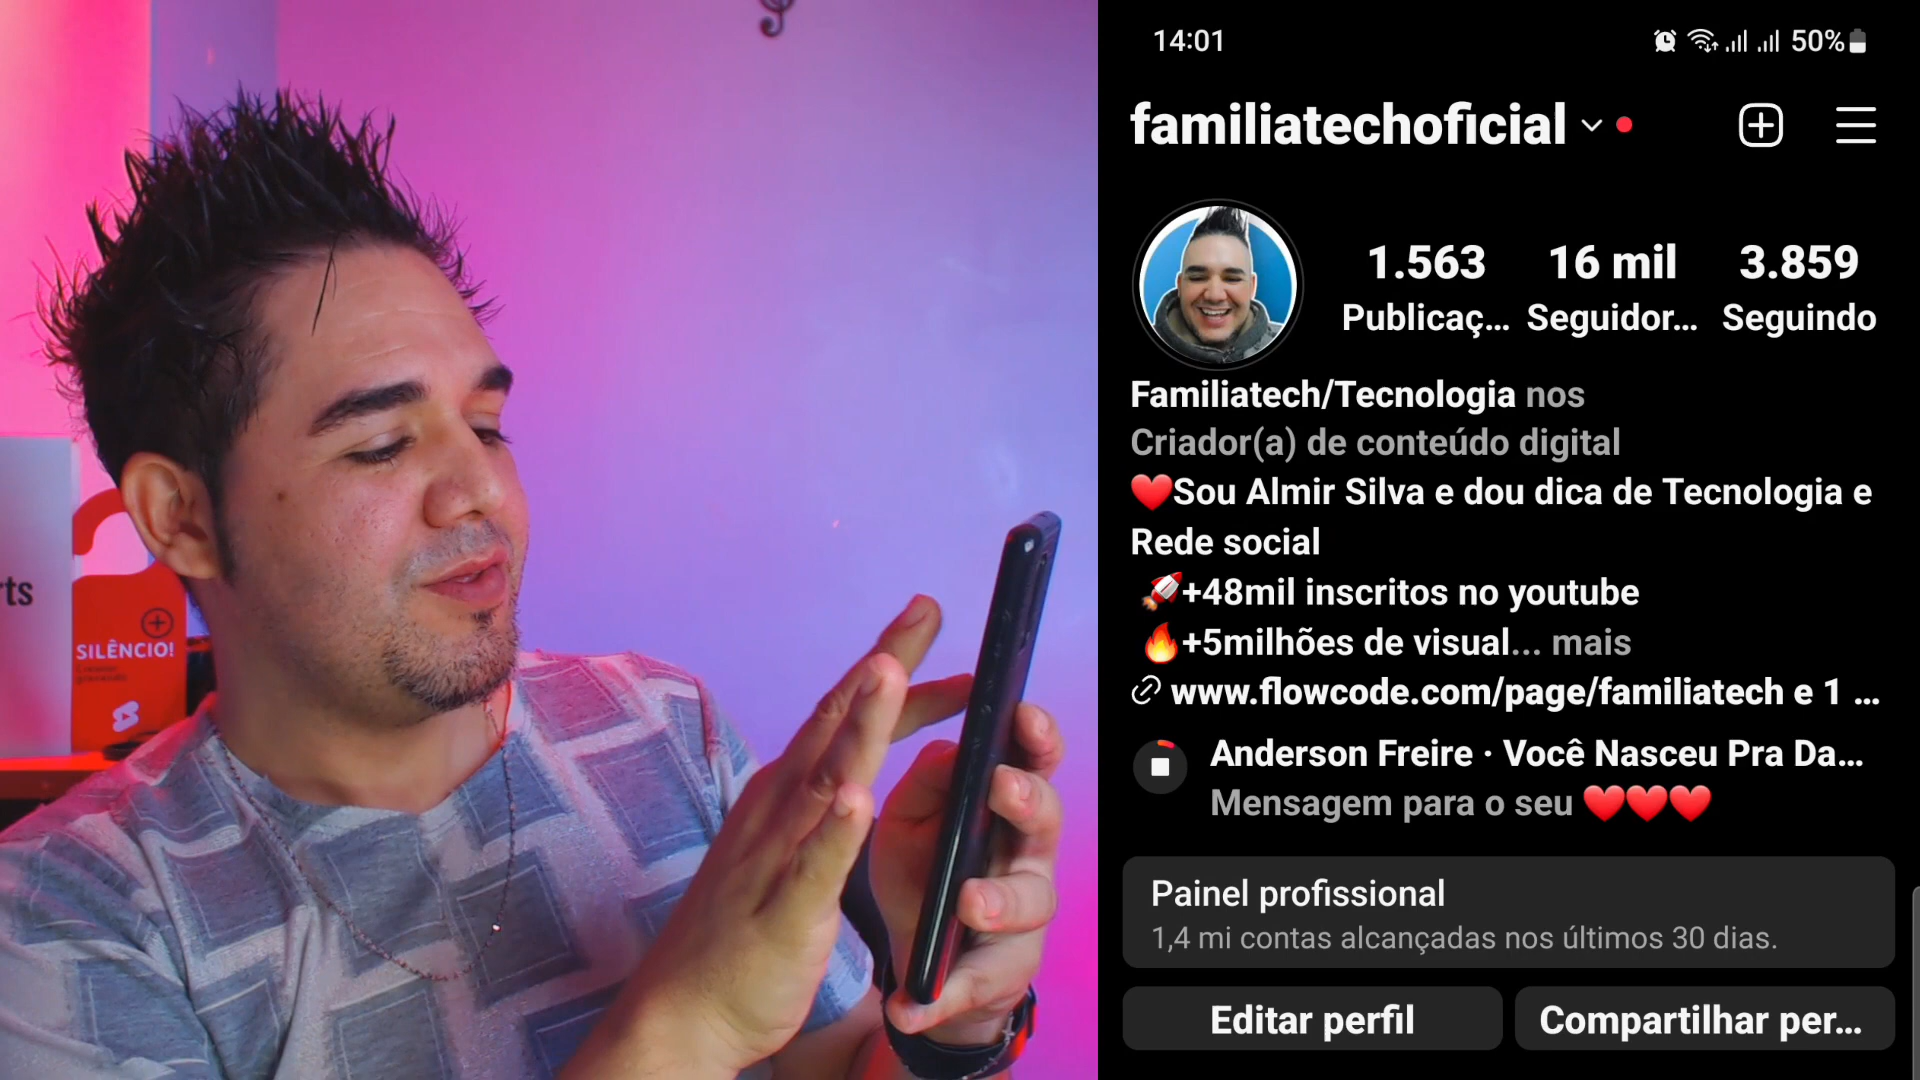 rts
SILÊNCIO!
14:01
50%
familiatechoficial
1.563
16 mil
3.859
Publicaç...
Seguidor...
Seguindo
Familiatech/Tecnologia nos
Criador(a) de conteúdo digital
❤️Sou Almir Silva e dou dica de Tecnologia e
Rede social
🚀+48mil inscritos no youtube
🔥+5milhões de visual... mais
www.flowcode.com/page/familiatech e 1 ...
Anderson Freire · Você Nasceu Pra Da...
Mensagem para o seu ❤️❤️❤️
Painel profissional
1,4 mi contas alcançadas nos últimos 30 dias.
Editar perfil
Compartilhar per...